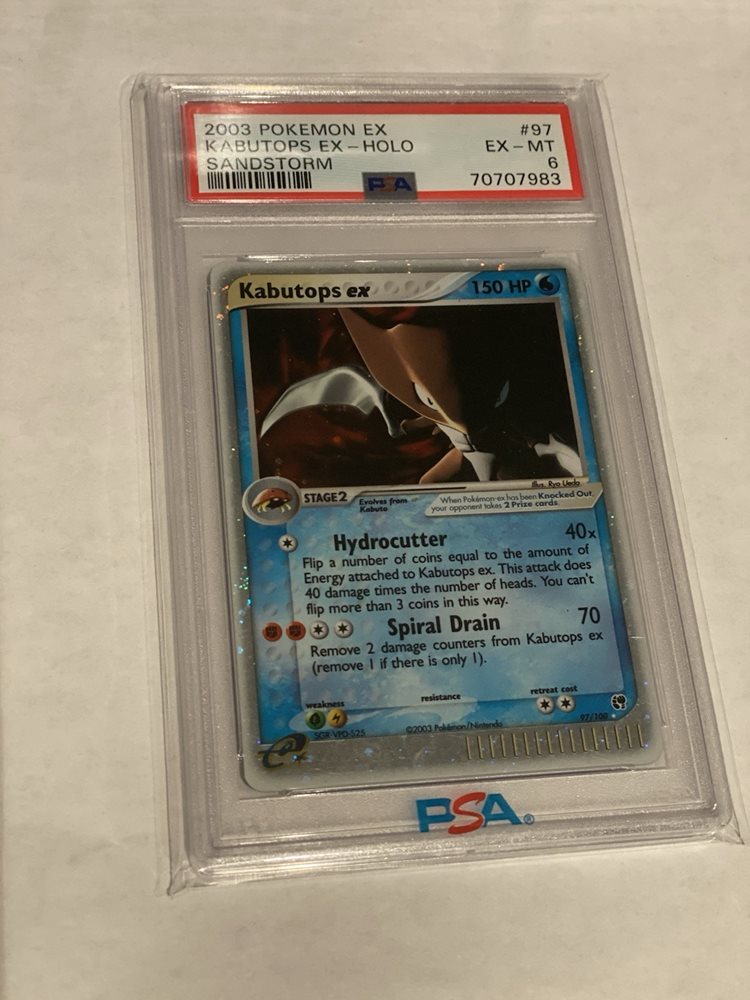 2003 POKEMON EX #97
KABUTOPS EX-HOLO EX-MT
SANDSTORM 6
PSA 70707983
Kabutops ex 150 HP
Illus. Ryo Ueda
STAGE2 Evolves from Kabuto
When Pokémon-ex has been Knocked Out,
your opponent takes 2 Prize cards.
Hydrocutter 40x
Flip a number of coins equal to the amount of
Energy attached to Kabutops ex. This attack does
40 damage times the number of heads. You can't
flip more than 3 coins in this way.
Spiral Drain 70
Remove 2 damage counters from Kabutops ex
(remove 1 if there is only 1).
weakness resistance retreat cost
SGR-VPD-525 ©2003 Pokémon/Nintendo 97/100
e
PSA®